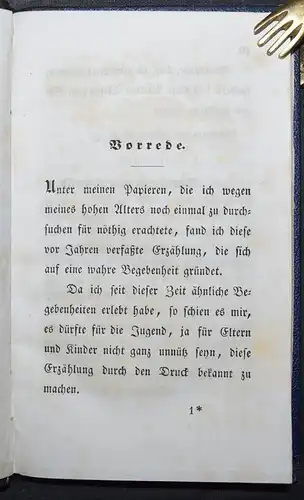 Vorrede.
Unter meinen Papieren, die ich wegen
meines hohen Alters noch einmal zu durch-
suchen für nöthig erachtete, fand ich diese
vor Jahren verfaßte Erzählung, die sich
auf eine wahre Begebenheit gründet.
Da ich seit dieser Zeit ähnliche Be-
gebenheiten erlebt habe, so schien es mir,
es dürfte für die Jugend, ja für Eltern
und Kinder nicht ganz unnütz seyn, diese
Erzählung durch den Druck bekannt zu
machen.
1*